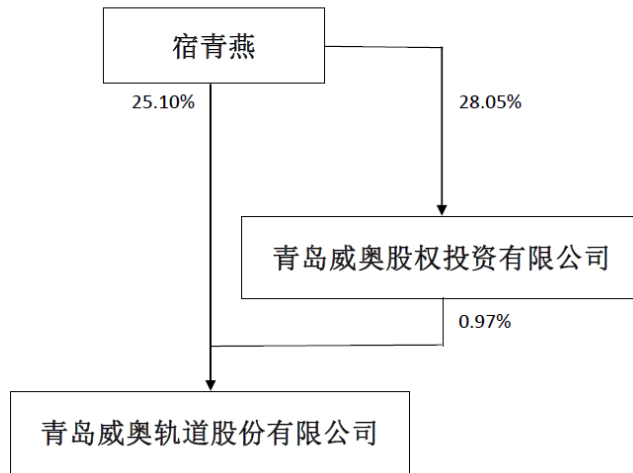 宿青燕
25.10%
28.05%
青岛威奥股权投资有限公司
0.97%
青岛威奥轨道股份有限公司